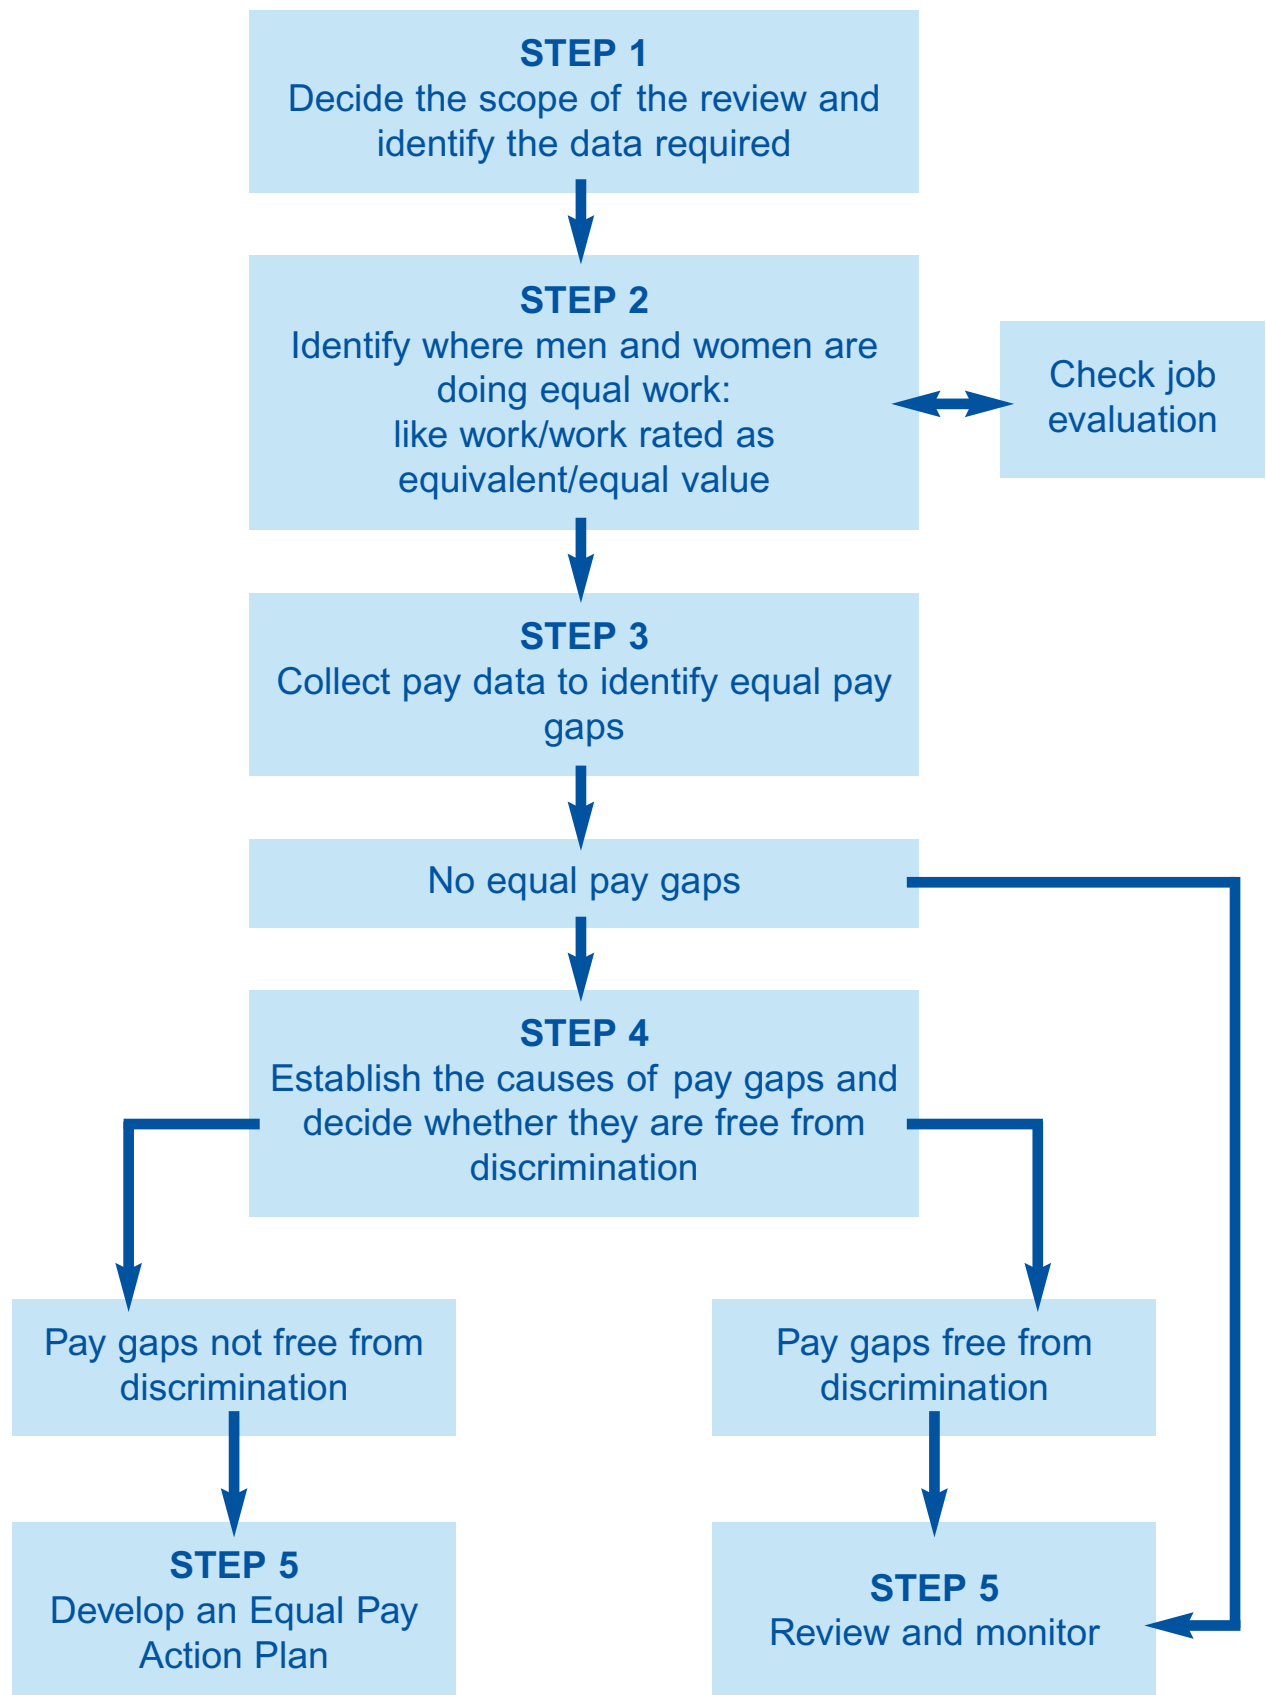 STEP 1
Decide the scope of the review and
identify the data required
STEP 2
Identify where men and women are
doing equal work:
like work/work rated as
equivalent/equal value
Check job
evaluation
STEP 3
Collect pay data to identify equal pay
gaps
No equal pay gaps
STEP 4
Establish the causes of pay gaps and
decide whether they are free from
discrimination
Pay gaps not free from
discrimination
Pay gaps free from
discrimination
STEP 5
Develop an Equal Pay
Action Plan
STEP 5
Review and monitor